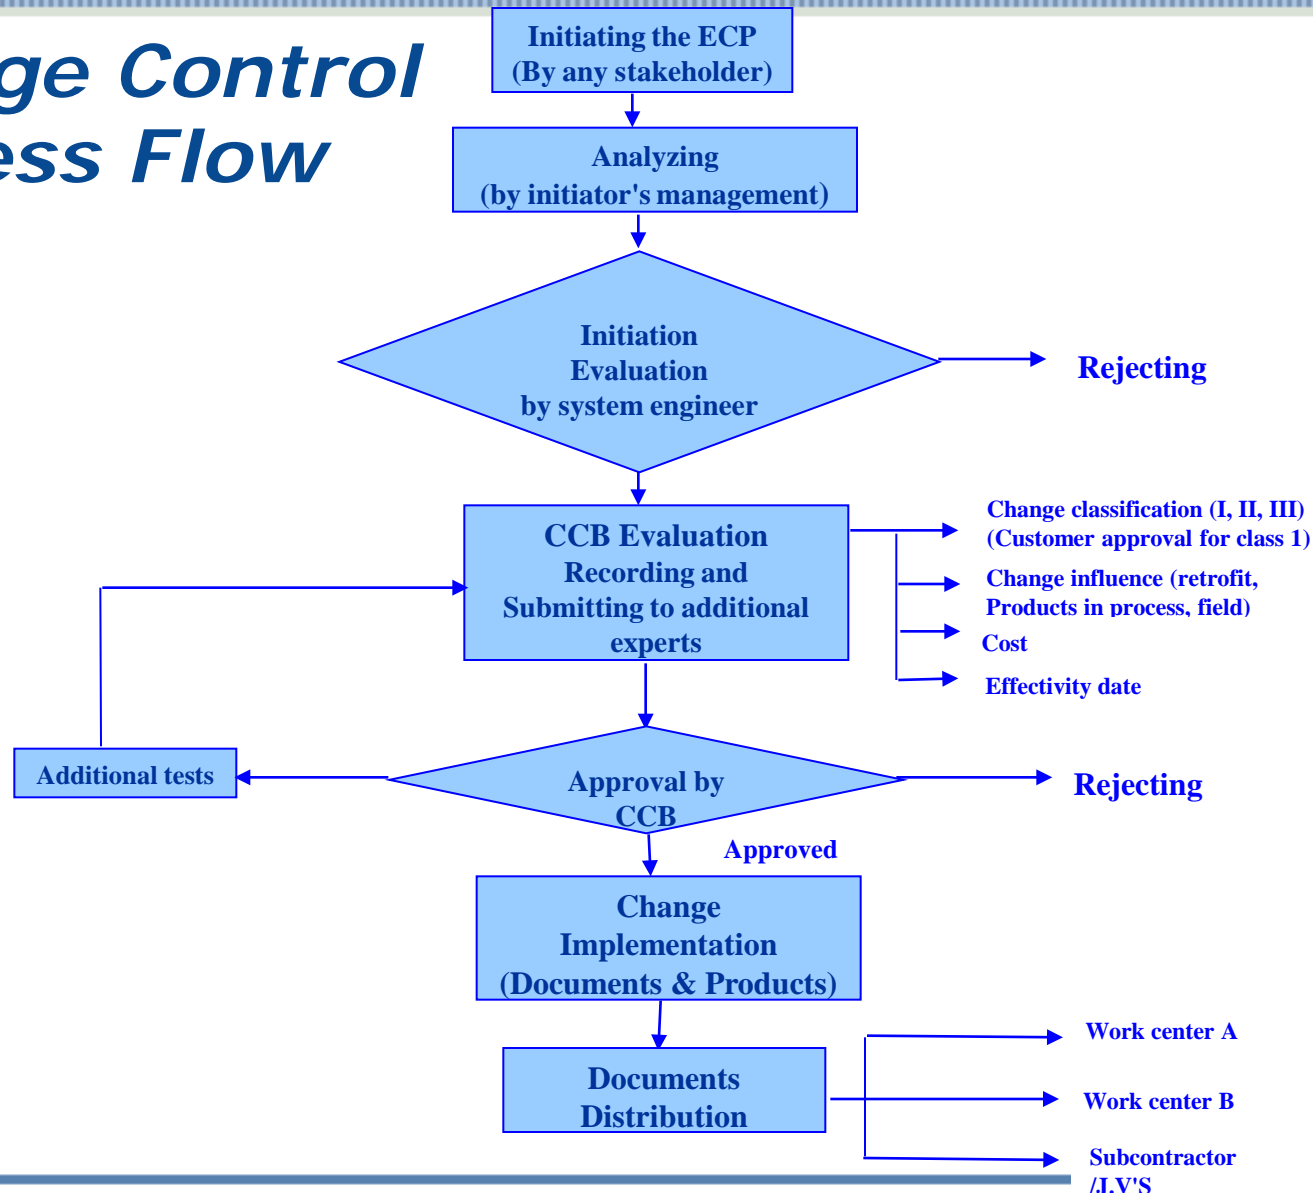 ge Control
ess Flow
Initiating the ECP
(By any stakeholder)
Analyzing
(by initiator's management)
Initiation
Evaluation
by system engineer
Rejecting
CCB Evaluation
Recording and
Submitting to additional
experts
Change classification (I, II, III)
(Customer approval for class 1)
Change influence (retrofit,
Products in process, field)
Cost
Effectivity date
Additional tests
Approval by
CCB
Rejecting
Approved
Change
Implementation
(Documents & Products)
Documents
Distribution
Work center A
Work center B
Subcontractor
/J.V'S